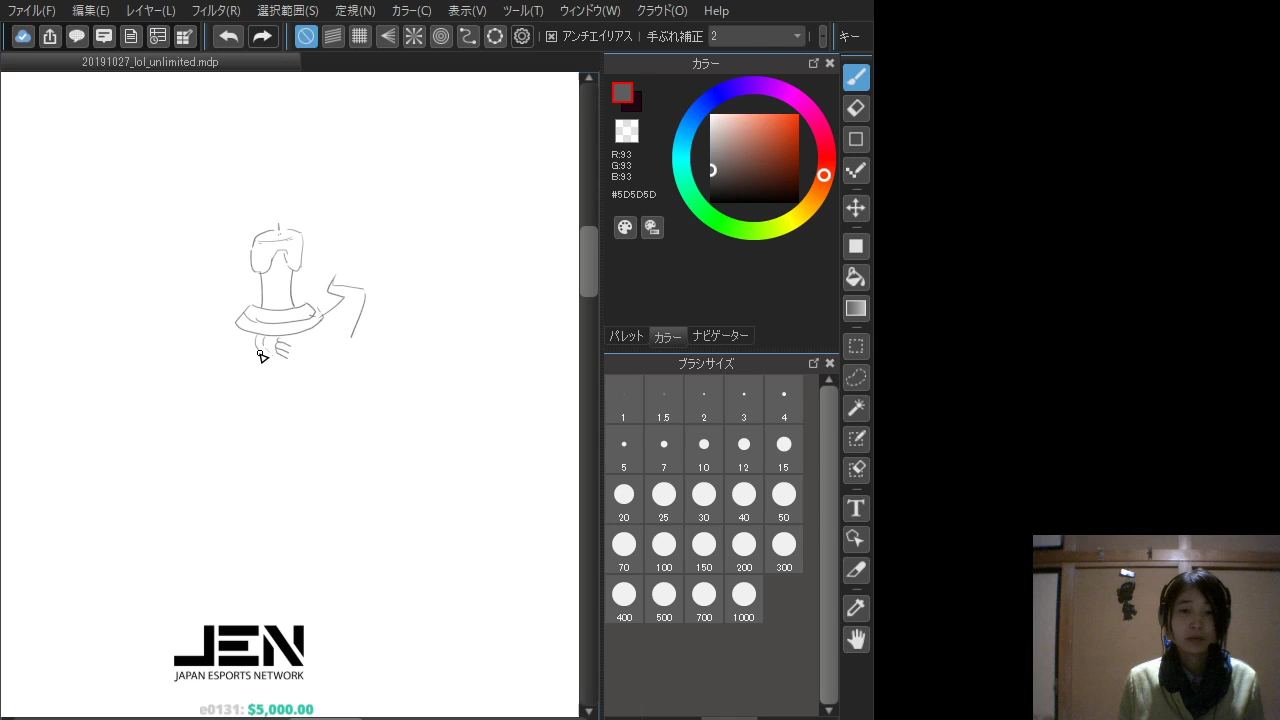 ファイル(F) 編集(E) レイヤー(L) フィルタ(R) 選択範囲(S) 定規(N) カラー(C) 表示(V) ツール(T) ウィンドウ(W) クラウド(O) Help
アンチエイリアス 手ぶれ補正 2 キー
20191027_lol_unlimited.mdp
カラー
R:93
G:93
B:93
#5D5D5D
パレット カラー ナビゲーター
ブラシサイズ
1 1.5 2 3 4
5 7 10 12 15
20 25 30 40 50
70 100 150 200 300
400 500 700 1000
T
JEN
JAPAN ESPORTS NETWORK
e0131: $5,000.00